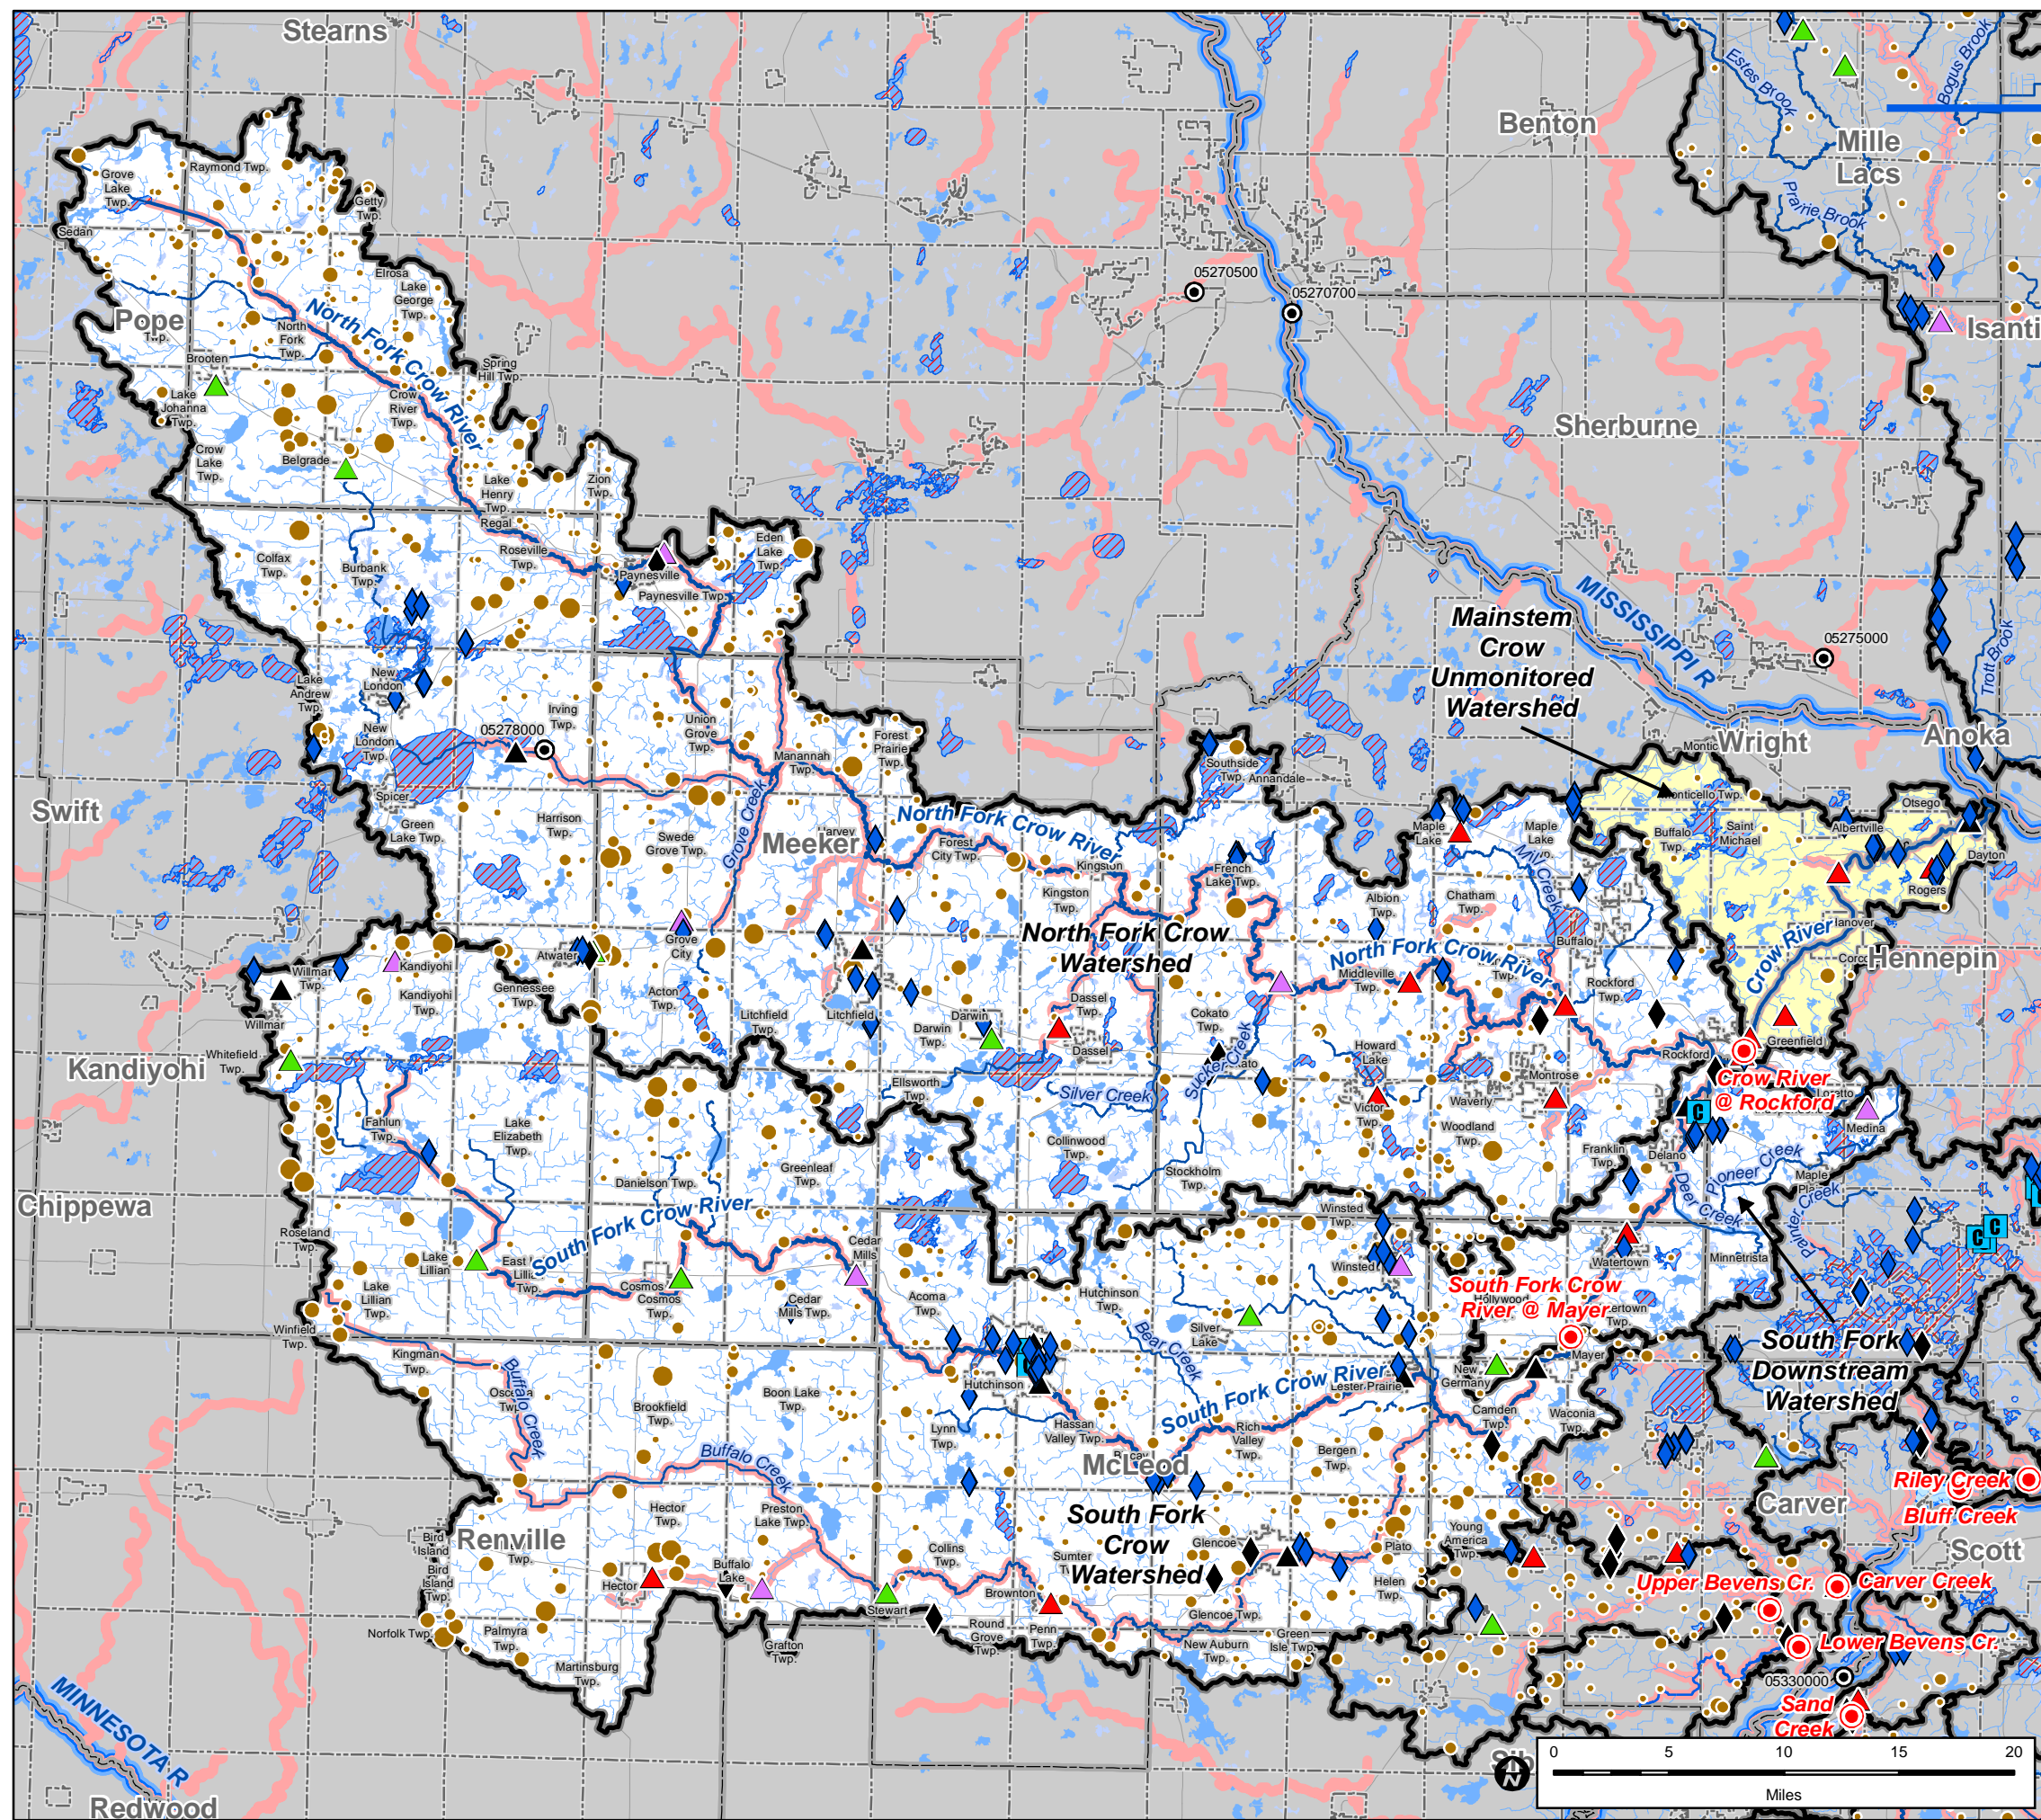 Stearns
Benton
Estes
Brook
Bogus Brook
Mille
Lacs
Prairie Brook
Isanti
Grove
Lake
Twp.
Raymond Twp.
Getty
Twp.
Sedan
Elrosa
Lake
George
Twp.
Pope
Twp.
North
Fork
Twp.
North Fork Crow River
Brooten
Spring
Hill Twp.
Lake
Johanna
Twp.
Crow
River
Twp.
Crow
Lake
Twp.
Belgrade
Lake
Henry
Twp.
Zion
Twp.
Regal
05270500
05270700
Sherburne
Colfax
Twp.
Burbank
Twp.
Roseville
Twp.
Eden
Lake
Twp.
Paynesville
Paynesville Twp.
MISSISSIPPI R
Mainstem
Crow
Unmonitored
Watershed
05275000
Trott Brook
Lake
Andrew
Twp.
New
London
New
London
Twp.
Irving
Twp.
05278000
Union
Grove
Twp.
Manannah
Twp.
Forest
Prairie
Twp.
Southside
Twp.
Annandale
Wright
Anoka
Swift
Spicer
Green
Lake Twp.
Harrison
Twp.
Swede
Grove Twp.
Grove Creek
Meeker
Harvey
North Fork Crow River
Forest
City Twp.
Kingston
Kingston
Twp.
French
Lake Twp.
Maple
Lake
Maple
Lake
Mill Creek
Monticello Twp.
Buffalo
Twp.
Saint
Michael
Albertville
Otsego
Dayton
Rogers
Albion
Twp.
Chatham
Twp.
Buffalo
Crow River
Hennepin
North Fork Crow
Watershed
North Fork Crow River
Middleville
Twp.
Rockford
Twp.
Willmar
Twp.
Kandiyohi
Kandiyohi
Twp.
Gennessee
Twp.
Atwater
Grove
City
Acton
Twp.
Litchfield
Twp.
Litchfield
Darwin
Twp.
Darwin
Dassel
Twp.
Dassel
Cokato
Twp.
Sucker Creek
Howard
Lake
Willmar
Whitefield
Twp.
Kandiyohi
Ellsworth
Twp.
Silver Creek
Victor
Twp.
Waverly
Montrose
Rockford
Greenfield
Crow River
@ Rockford
Loretto
Medina
Fahlun
Twp.
Lake
Elizabeth
Twp.
Danielson Twp.
Greenleaf
Twp.
Collinwood
Twp.
Stockholm
Twp.
Woodland
Twp.
Franklin
Twp.
Delano
Pioneer Creek
Deer Creek
Painter Creek
Chippewa
Roseland
Twp.
South Fork Crow River
Cedar
Mills
Winsted
Twp.
Winsted
Watertown
Minnetrista
Lake
Lillian
Cosmos
Cosmos
Twp.
Cedar
Mills Twp.
Acoma
Twp.
Hutchinson
Twp.
Silver
Lake
South Fork Crow
River @ Mayer
Lake
Lillian
Twp.
Winfield
Twp.
Kingman
Twp.
Buffalo Creek
Brookfield
Twp.
Boon Lake
Twp.
Hutchinson
Bear Creek
South Fork Crow River
Lester Prairie
New
Germany
Mayer
South Fork
Downstream
Watershed
Lynn
Twp.
Hassan
Valley Twp.
Rich
Valley
Twp.
Bergen
Twp.
Camden
Twp.
Waconia
Twp.
McLeod
Buffalo Creek
Carver
Riley Creek
Bluff Creek
Renville
Hector
Twp.
Preston
Lake Twp.
South Fork
Crow
Watershed
Bird
Island
Bird
Island
Twp.
Hector
Buffalo
Lake
Collins
Twp.
Sumter
Glencoe
Plato
Young
America
Twp.
Scott
Stewart
Brownton
Helen
Twp.
Upper Bevens Cr.
Carver Creek
Norfolk Twp.
Palmyra
Twp.
Grafton
Twp.
Round
Grove
Twp.
Penn
Twp.
Glencoe Twp.
New Auburn
Twp.
Green
Isle Twp.
Lower Bevens Cr.
Martinsburg
Twp.
05330000
Sand
Creek
MINNESOTA R
Redwood
N
0 5 10 15 20
Miles